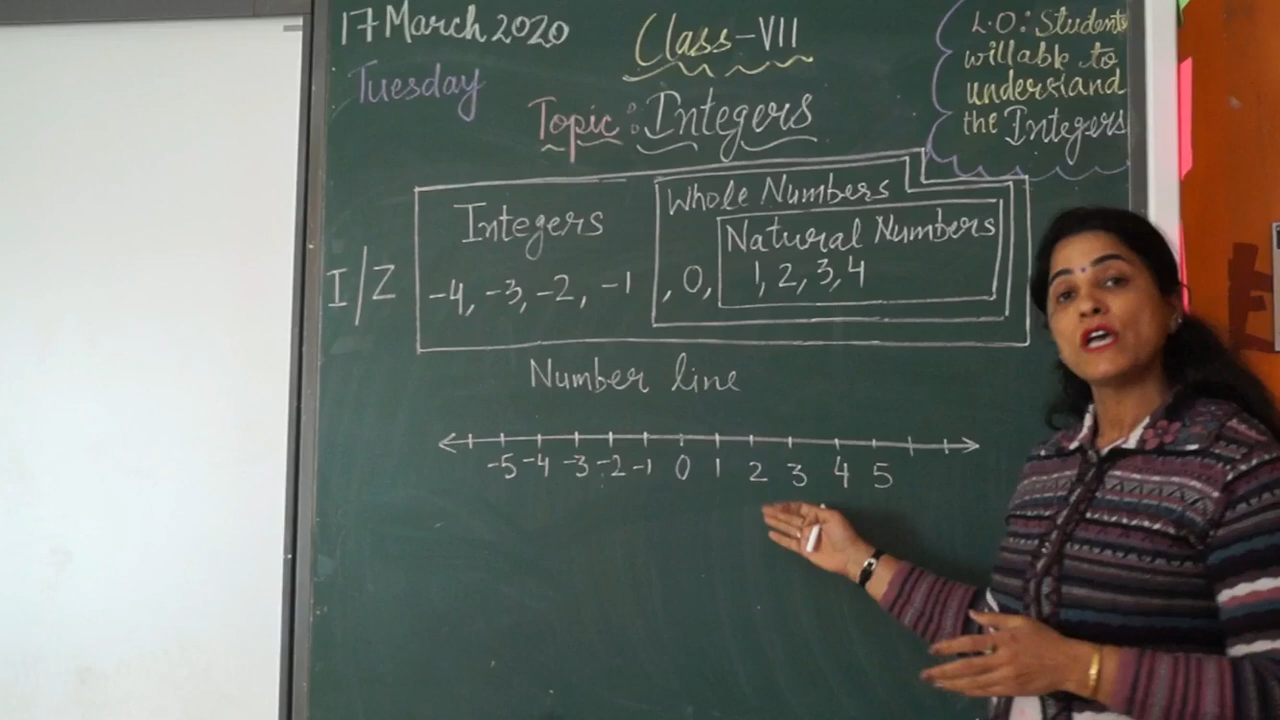 17 March 2020
Tuesday
Class-VII
Topic: Integers
L.O: Students
will able to
understand
the Integers
I/Z
Integers
-4, -3, -2, -1
Whole Numbers
, 0,
Natural Numbers
1, 2, 3, 4
Number line
-5 -4 -3 -2 -1 0 1 2 3 4 5